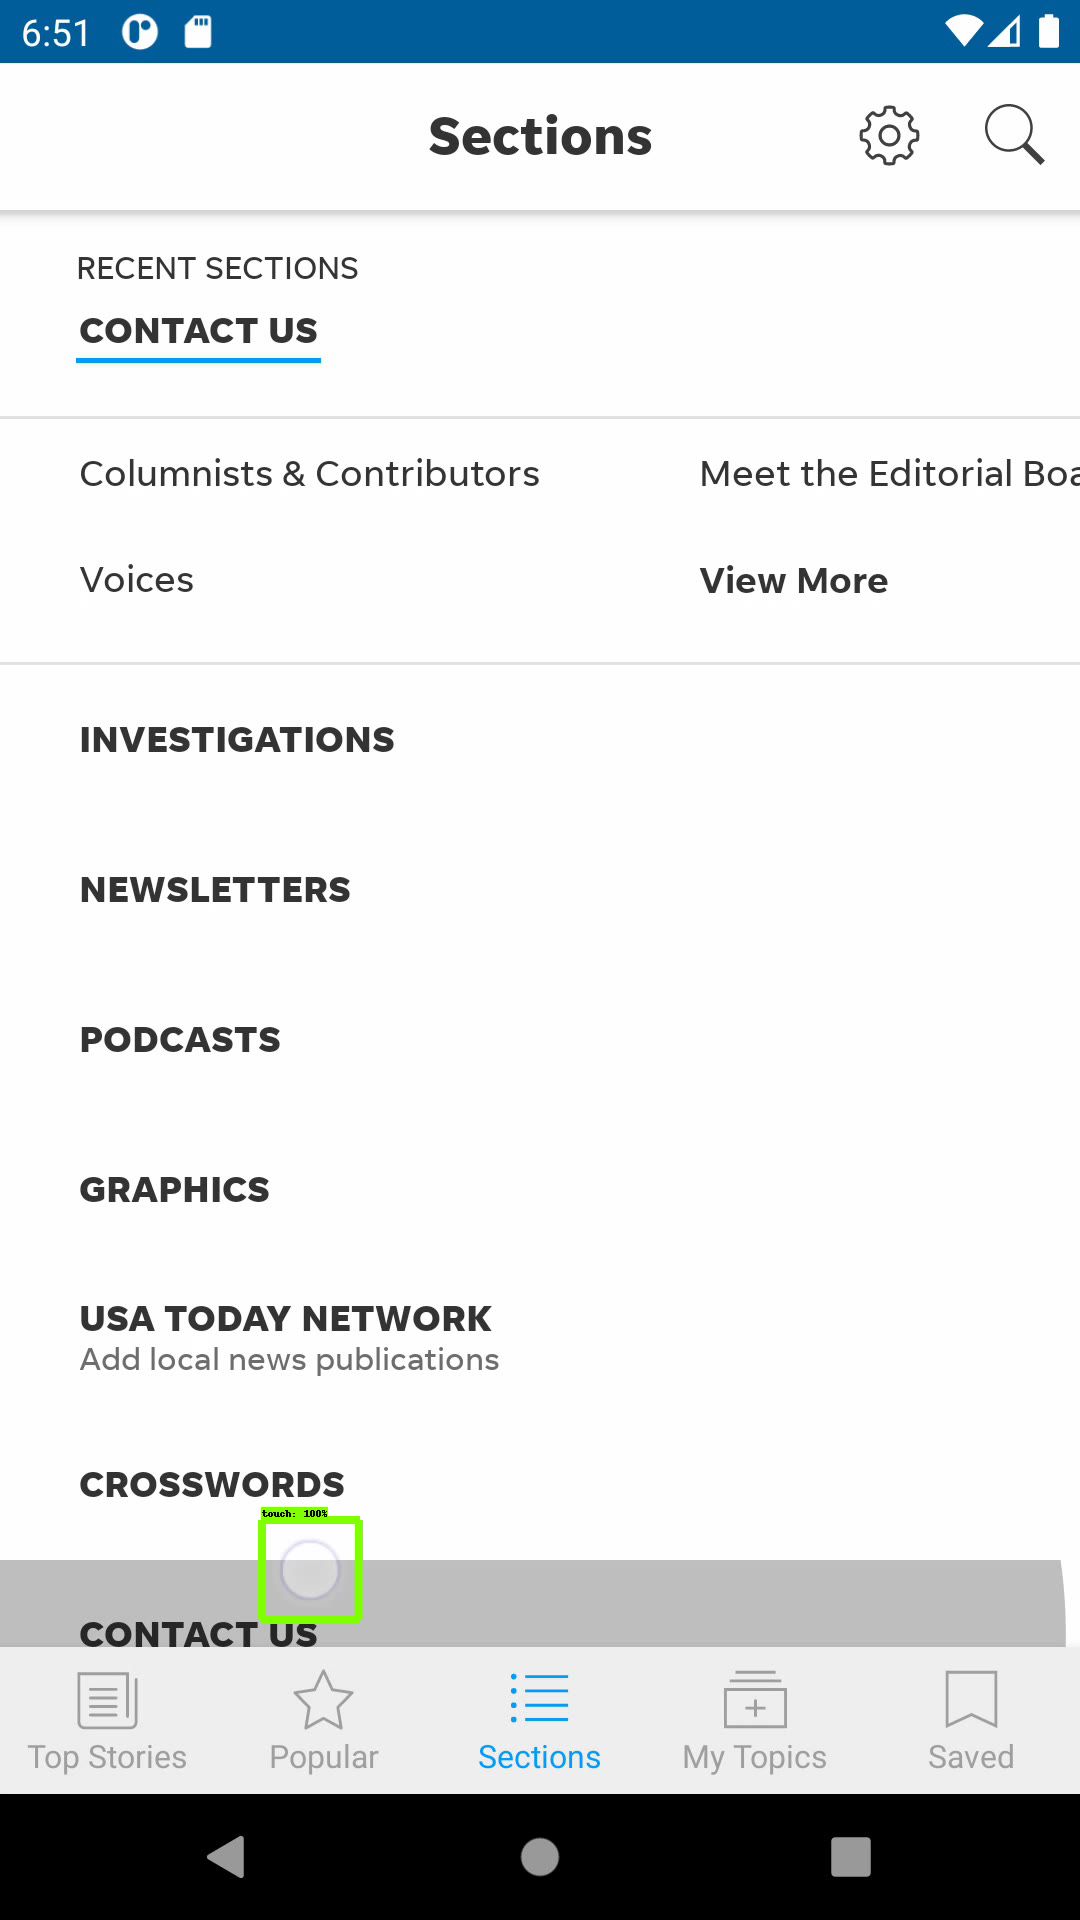 6:51
Sections
RECENT SECTIONS
CONTACT US
Columnists & Contributors
Meet the Editorial Boa
Voices
View More
INVESTIGATIONS
NEWSLETTERS
PODCASTS
GRAPHICS
USA TODAY NETWORK
Add local news publications
CROSSWORDS
touch: 100%
CONTACT US
Top Stories
Popular
Sections
My Topics
Saved